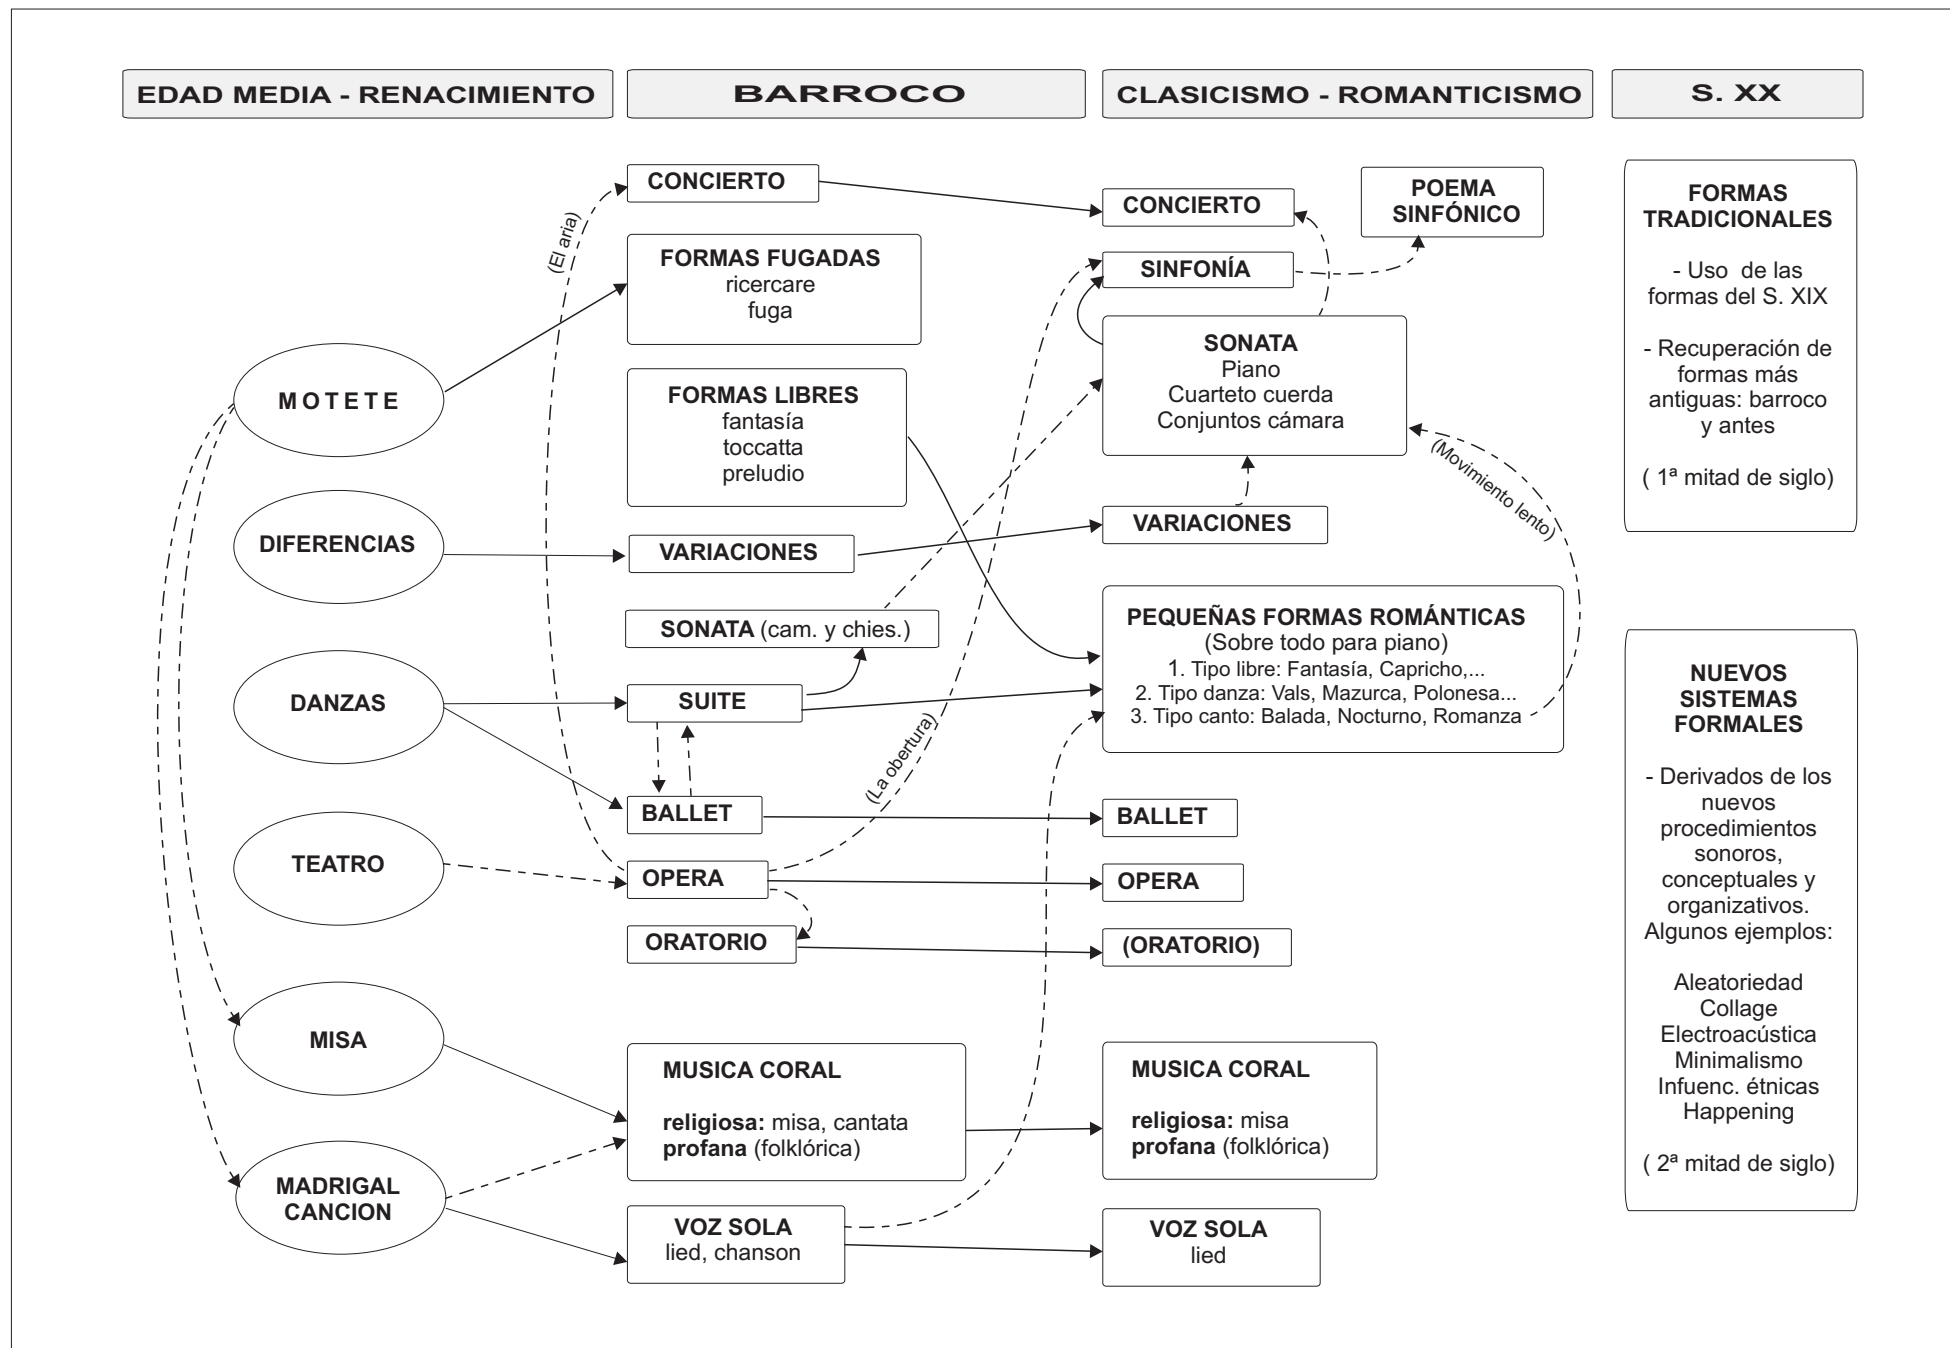 EDAD MEDIA - RENACIMIENTO
MOTETE
DIFERENCIAS
DANZAS
TEATRO
MISA
MADRIGAL
CANCION
BARROCO
(El aria)
CONCIERTO
FORMAS FUGADAS
ricercare
fuga
FORMAS LIBRES
fantasía
toccatta
preludio
VARIACIONES
SONATA (cam. y chies.)
SUITE
BALLET
(La obertura)
OPERA
ORATORIO
MUSICA CORAL
religiosa: misa, cantata
profana (folklórica)
VOZ SOLA
lied, chanson
CLASICISMO - ROMANTICISMO
CONCIERTO
POEMA
SINFÓNICO
SINFONÍA
SONATA
Piano
Cuarteto cuerda
Conjuntos cámara
(Movimiento lento)
VARIACIONES
PEQUEÑAS FORMAS ROMÁNTICAS
(Sobre todo para piano)
1. Tipo libre: Fantasía, Capricho,...
2. Tipo danza: Vals, Mazurca, Polonesa...
3. Tipo canto: Balada, Nocturno, Romanza
BALLET
OPERA
(ORATORIO)
MUSICA CORAL
religiosa: misa
profana (folklórica)
VOZ SOLA
lied
S. XX
FORMAS
TRADICIONALES
- Uso de las
formas del S. XIX
- Recuperación de
formas más
antiguas: barroco
y antes
( 1ª mitad de siglo)
NUEVOS
SISTEMAS
FORMALES
- Derivados de los
nuevos
procedimientos
sonoros,
conceptuales y
organizativos.
Algunos ejemplos:
Aleatoriedad
Collage
Electroacústica
Minimalismo
Infuenc. étnicas
Happening
( 2ª mitad de siglo)